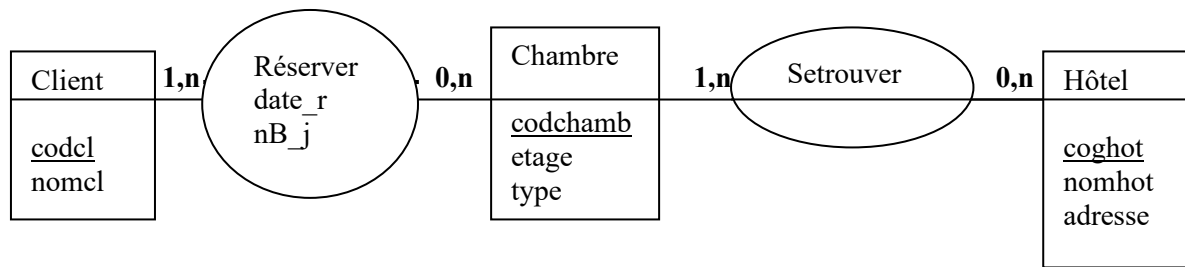 Client
codcl
nomcl
1,n
Réserver
date_r
nB_j
0,n
Chambre
codchamb
etage
type
1,n
Setrouver
0,n
Hôtel
coghot
nomhot
adresse